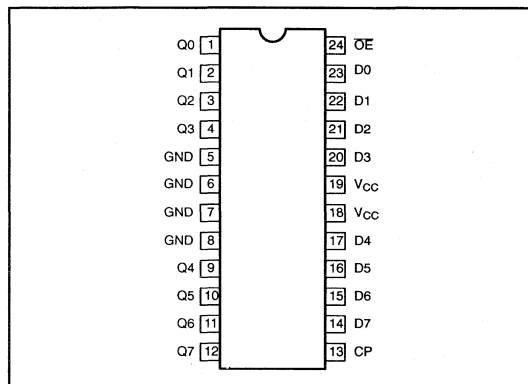 Q0 1 24 O̅E̅
Q1 2 23 D0
Q2 3 22 D1
Q3 4 21 D2
GND 5 20 D3
GND 6 19 VCC
GND 7 18 VCC
GND 8 17 D4
Q4 9 16 D5
Q5 10 15 D6
Q6 11 14 D7
Q7 12 13 CP